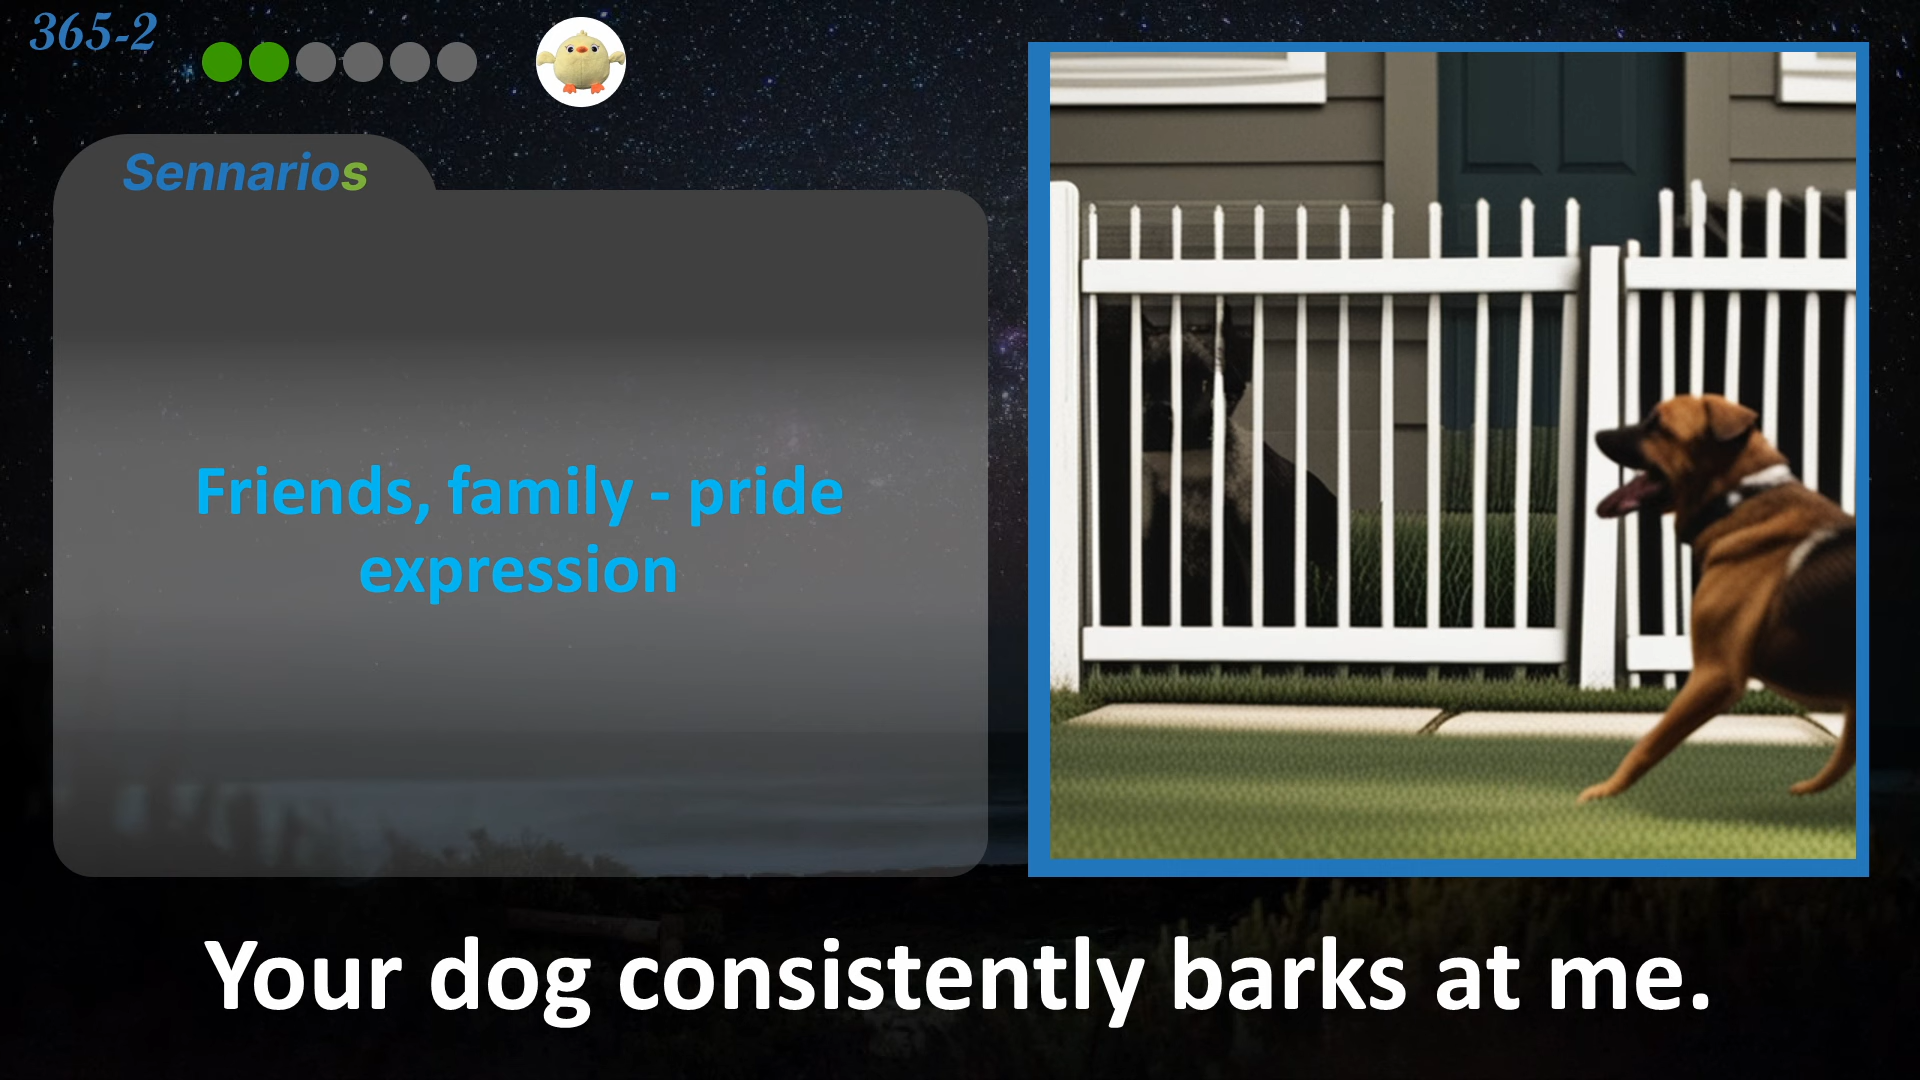 365-2
Sennarios
Friends, family - pride
expression
Your dog consistently barks at me.